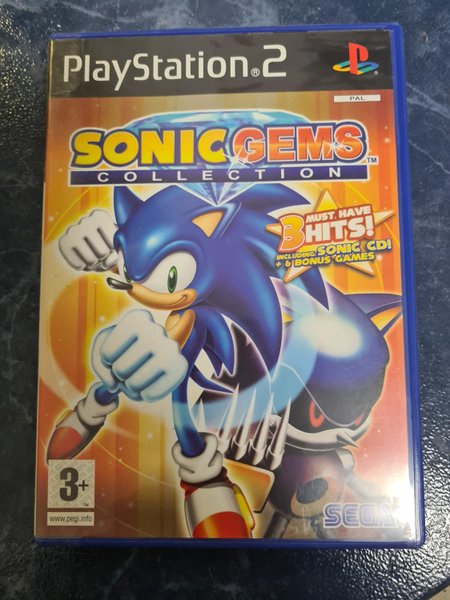 PlayStation®2
PAL
SONIC GEMS™
COLLECTION
3 MUST HAVE
HITS!
INCLUDING SONIC CD!
+ 6 BONUS GAMES
3+
www.pegi.info
SEGA